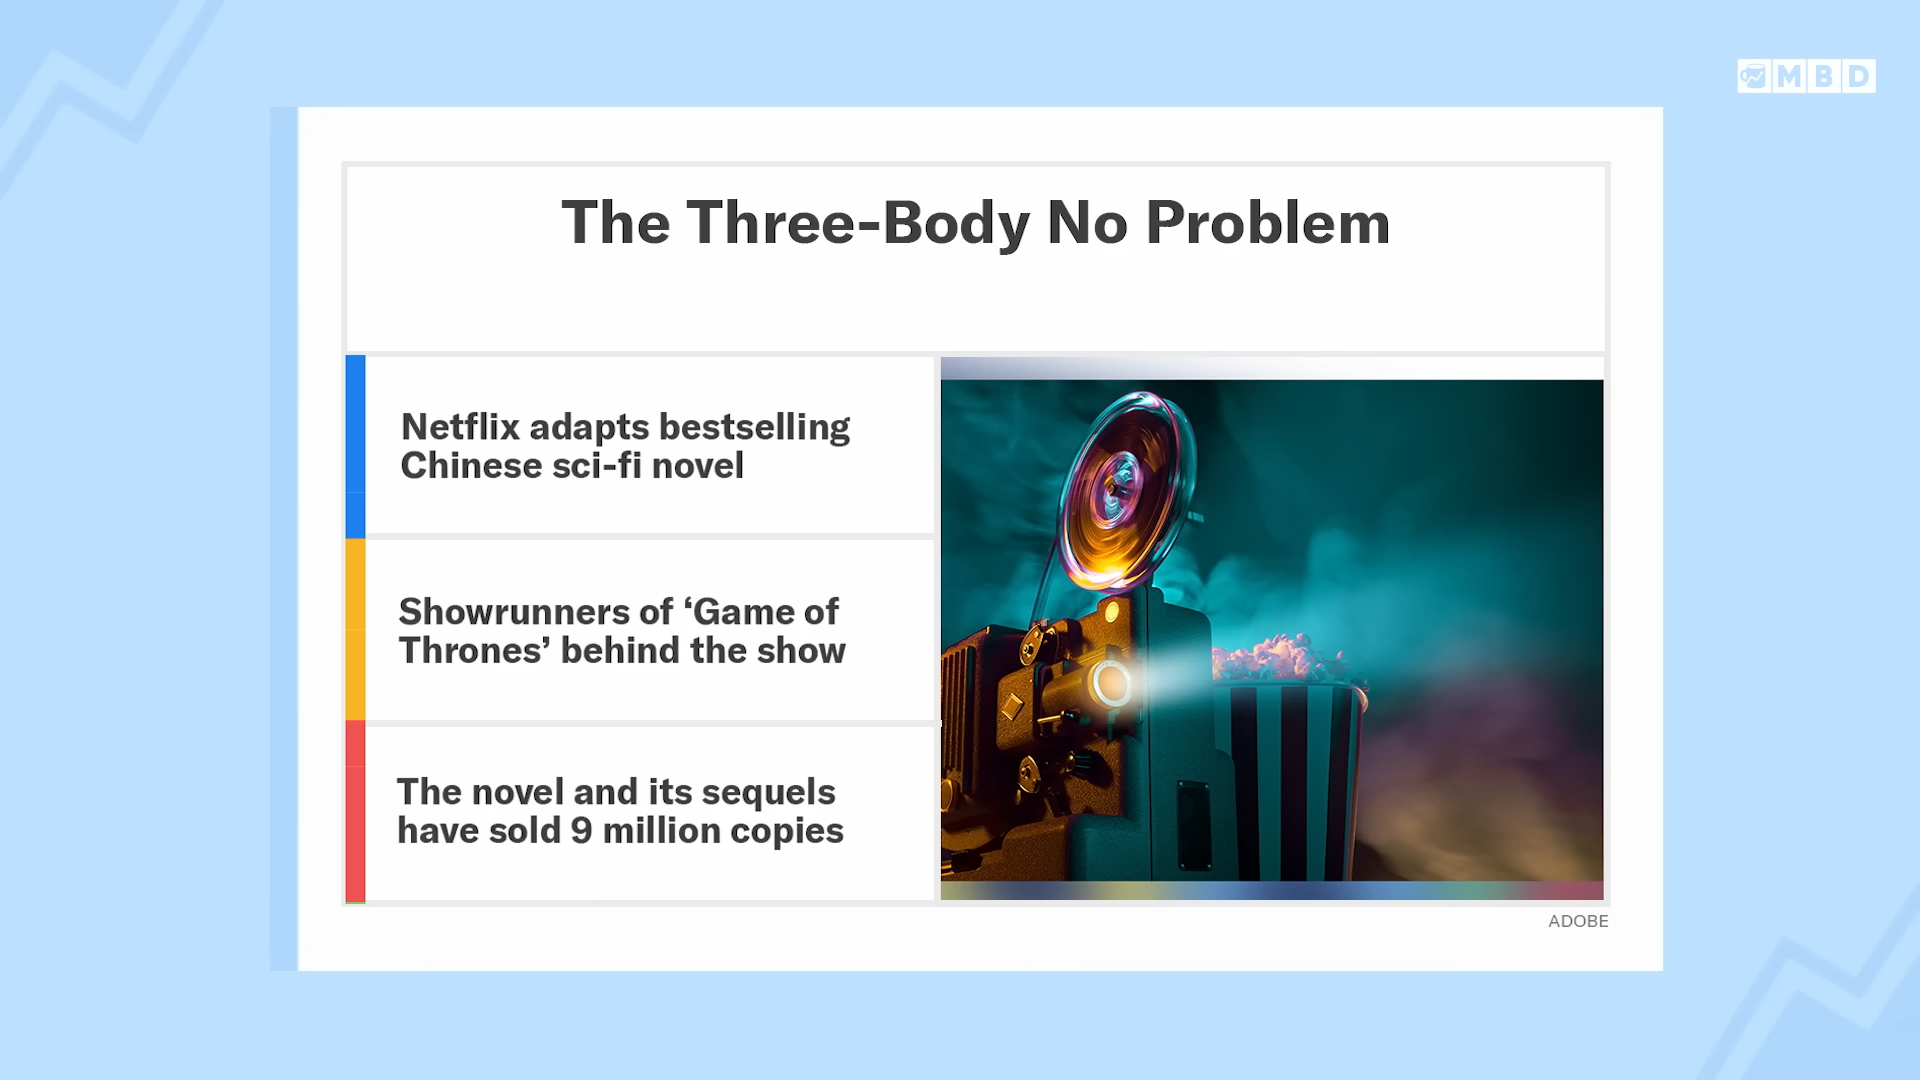 MBD
The Three-Body No Problem
Netflix adapts bestselling
Chinese sci-fi novel
Showrunners of ‘Game of
Thrones’ behind the show
The novel and its sequels
have sold 9 million copies
ADOBE